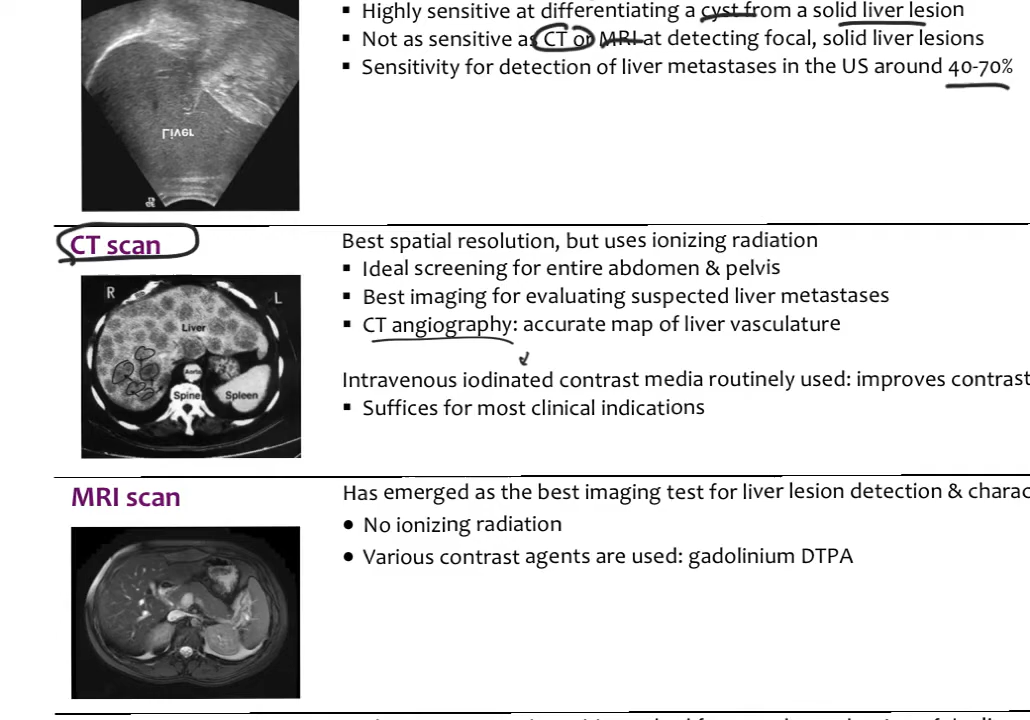 Highly sensitive at differentiating a cyst from a solid liver lesion
Not as sensitive as CT or MRI at detecting focal, solid liver lesions
Sensitivity for detection of liver metastases in the US around 40-70%
Liver
CT scan
Best spatial resolution, but uses ionizing radiation
Ideal screening for entire abdomen & pelvis
Best imaging for evaluating suspected liver metastases
CT angiography: accurate map of liver vasculature
Intravenous iodinated contrast media routinely used: improves contrast
Suffices for most clinical indications
R
L
Liver
Aorta
Spine
Spleen
MRI scan
Has emerged as the best imaging test for liver lesion detection &
No ionizing radiation
Various contrast agents are used: gadolinium DTPA